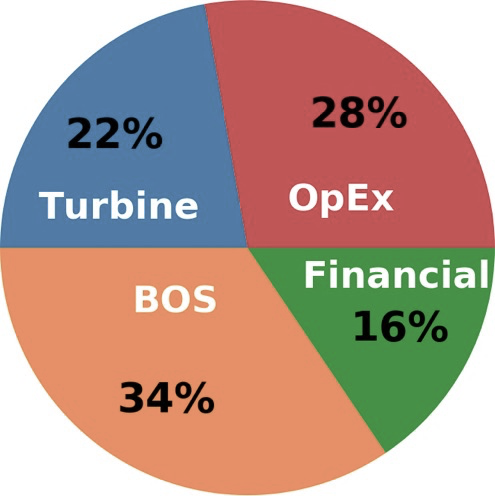 22%
Turbine
28%
OpEx
Financial
16%
BOS
34%